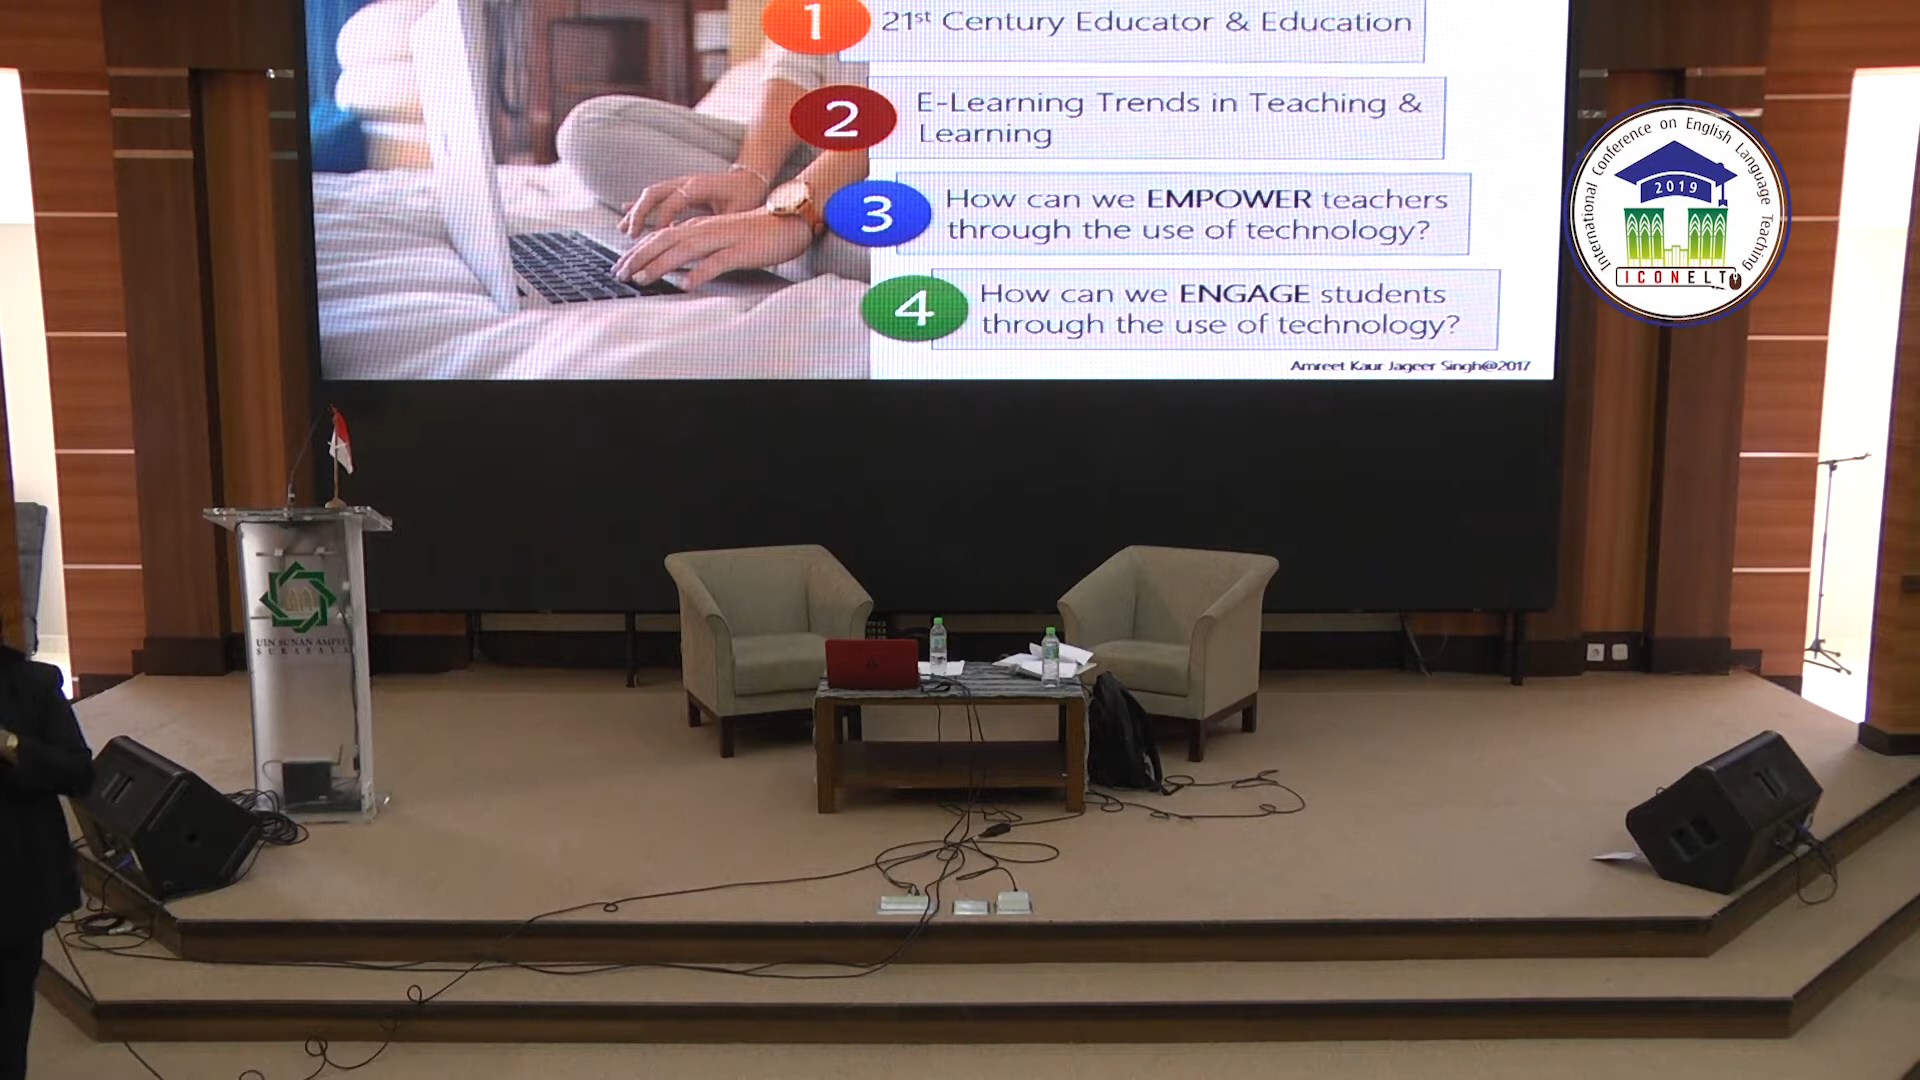 1
21st Century Educator & Education
2
E-Learning Trends in Teaching &
Learning
3
How can we EMPOWER teachers
through the use of technology?
4
How can we ENGAGE students
through the use of technology?
Amreet Kaur Jageer Singh@2017
International Conference on English Language Teaching
2019
ICONELT
UIN SUNAN AMPEL
SURABAYA